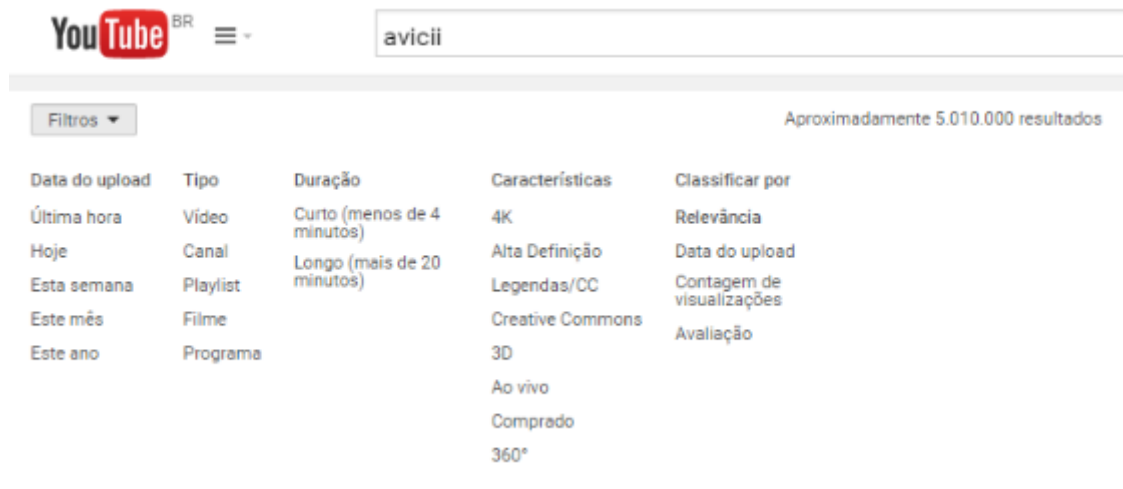 YouTube BR
avicii
Filtros
Aproximadamente 5.010.000 resultados
Data do upload
Última hora
Hoje
Esta semana
Este mês
Este ano
Tipo
Vídeo
Canal
Playlist
Filme
Programa
Duração
Curto (menos de 4
minutos)
Longo (mais de 20
minutos)
Características
4K
Alta Definição
Legendas/CC
Creative Commons
3D
Ao vivo
Comprado
360°
Classificar por
Relevância
Data do upload
Contagem de
visualizações
Avaliação